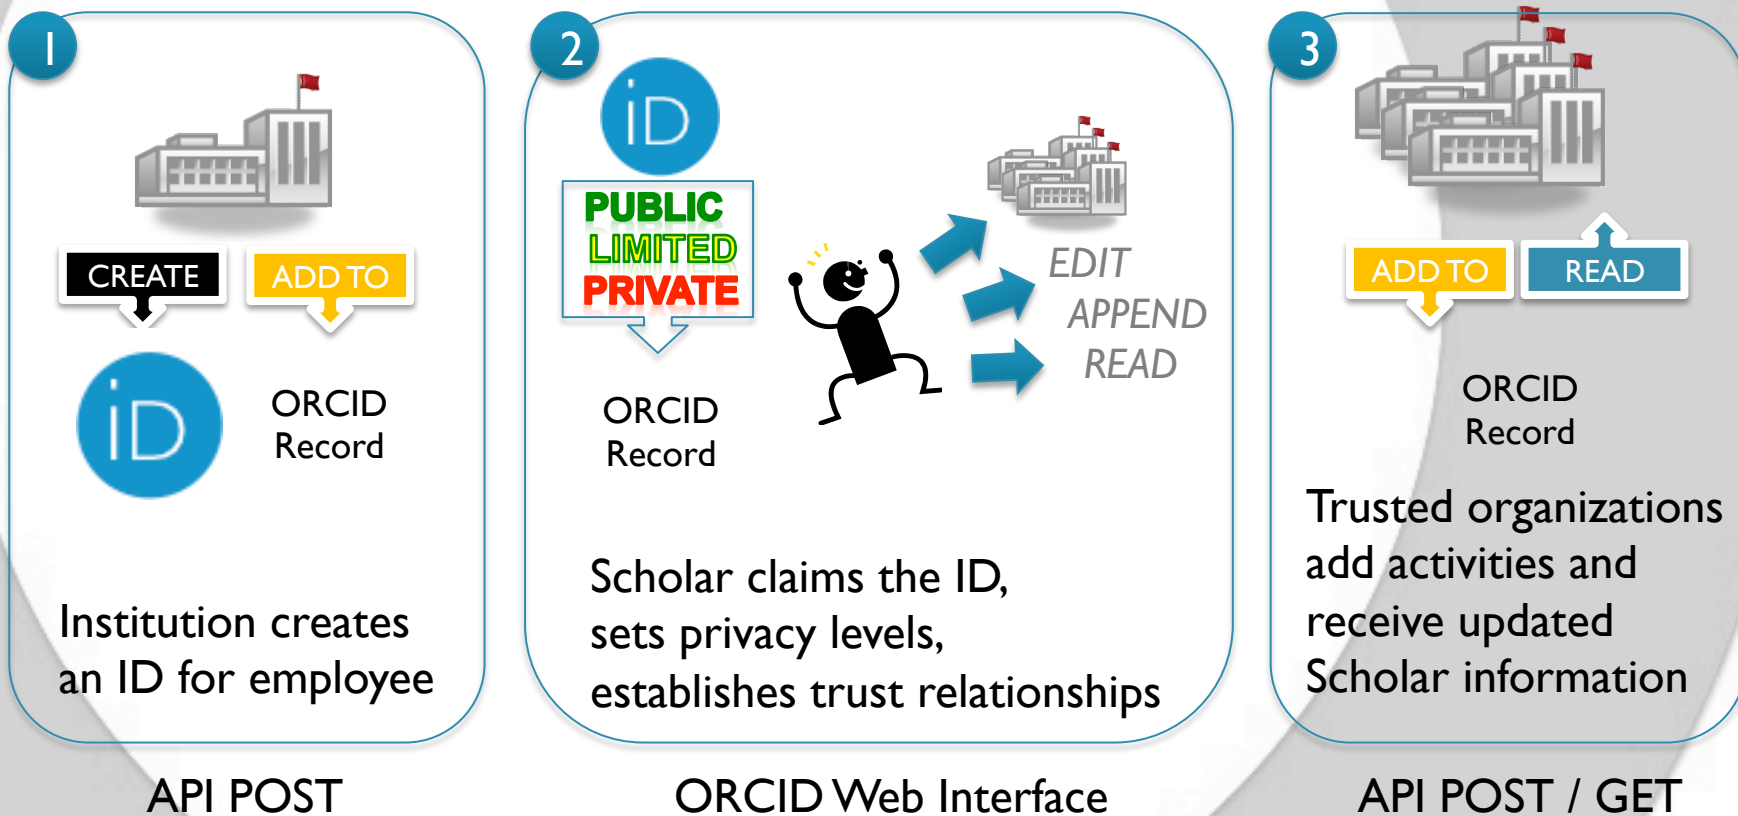 1
CREATE
ADD TO
iD
ORCID
Record
Institution creates
an ID for employee
API POST
2
iD
PUBLIC
LIMITED
PRIVATE
ORCID
Record
EDIT
APPEND
READ
Scholar claims the ID,
sets privacy levels,
establishes trust relationships
ORCID Web Interface
3
ADD TO
READ
ORCID
Record
Trusted organizations
add activities and
receive updated
Scholar information
API POST / GET